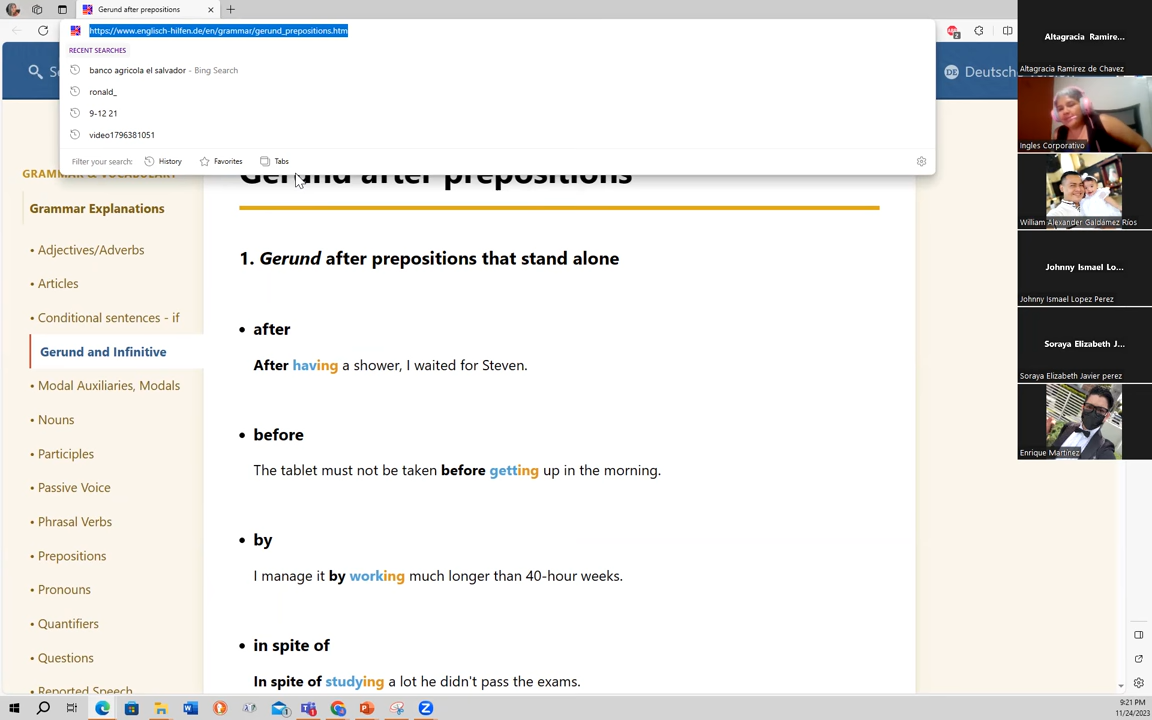 Gerund after prepositions
https://www.englisch-hilfen.de/en/grammar/gerund_prepositions.htm
RECENT SEARCHES
banco agricola el salvador - Bing Search
ronald_
9-12 21
video1796381051
Filter your search: History Favorites Tabs
Deutsch
GRAMMAR & VOCABULARY
Gerund after prepositions
Grammar Explanations
• Adjectives/Adverbs
• Articles
• Conditional sentences - if
Gerund and Infinitive
• Modal Auxiliaries, Modals
• Nouns
• Participles
• Passive Voice
• Phrasal Verbs
• Prepositions
• Pronouns
• Quantifiers
• Questions
• Reported Speech
1. Gerund after prepositions that stand alone
• after
After having a shower, I waited for Steven.
• before
The tablet must not be taken before getting up in the morning.
• by
I manage it by working much longer than 40-hour weeks.
• in spite of
In spite of studying a lot he didn't pass the exams.
Altagracia Ramire...
Altagracia Ramirez de Chavez
Ingles Corporativo
William Alexander Galdámez Ríos
Johnny Ismael Lo...
Johnny Ismael Lopez Perez
Soraya Elizabeth J...
Soraya Elizabeth Javier perez
Enrique Martinez
9:21 PM
11/24/2023